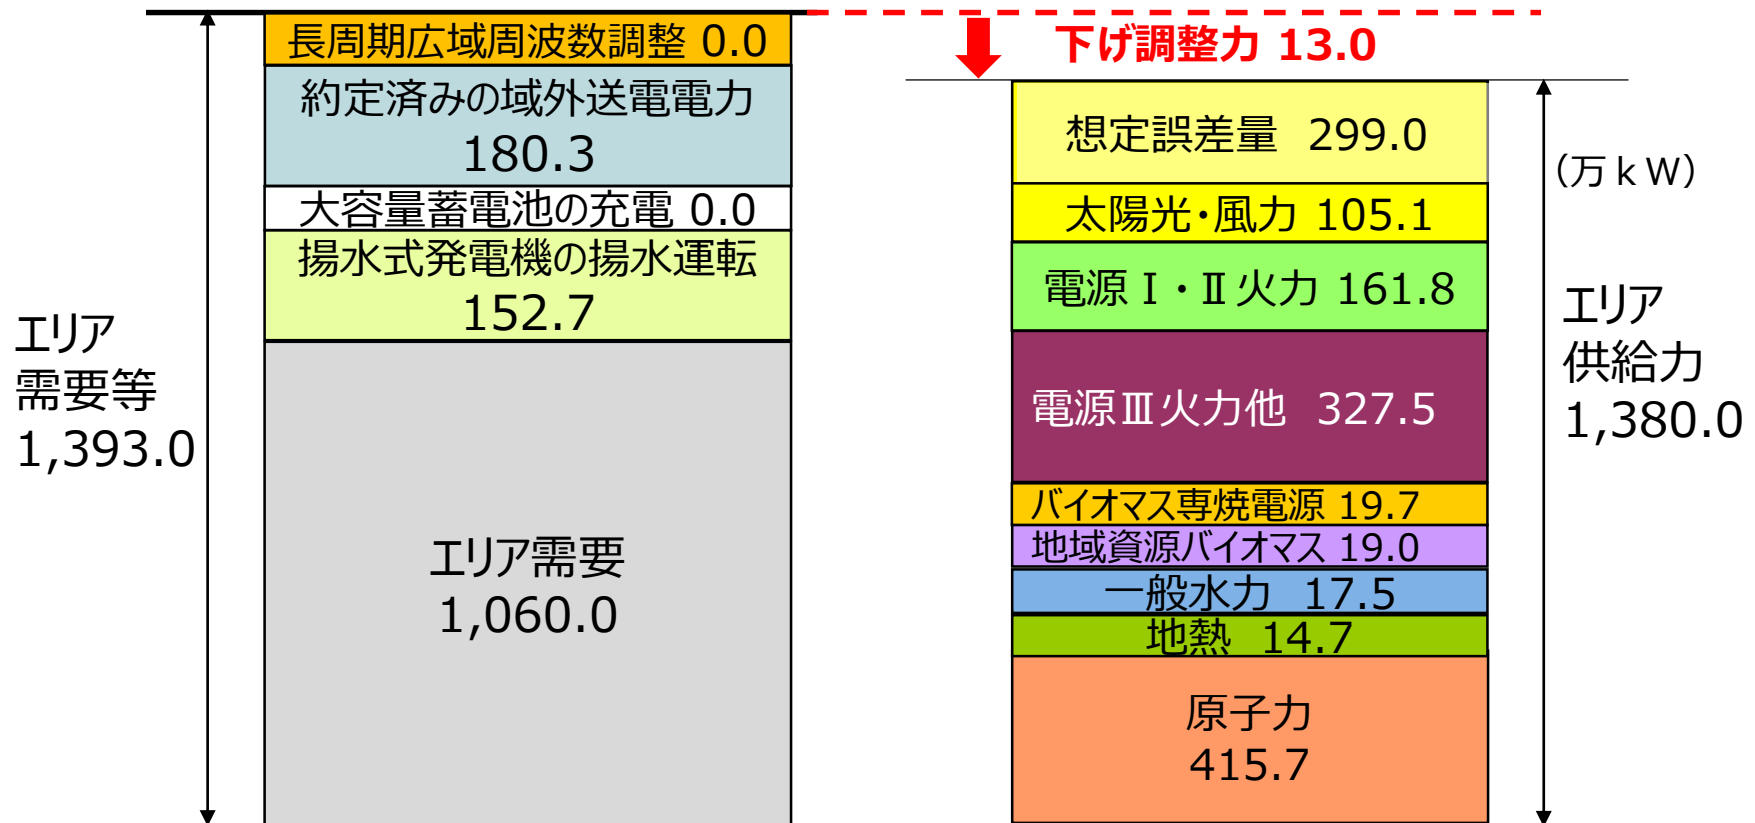 長周期広域周波数調整 0.0
約定済みの域外送電電力
180.3
大容量蓄電池の充電 0.0
揚水式発電機の揚水運転
152.7
エリア
需要等
1,393.0
エリア需要
1,060.0
下げ調整力 13.0
想定誤差量 299.0
(万kW)
太陽光・風力 105.1
電源Ⅰ・Ⅱ火力 161.8
電源Ⅲ火力他 327.5
エリア
供給力
1,380.0
バイオマス専焼電源 19.7
地域資源バイオマス 19.0
一般水力 17.5
地熱 14.7
原子力
415.7